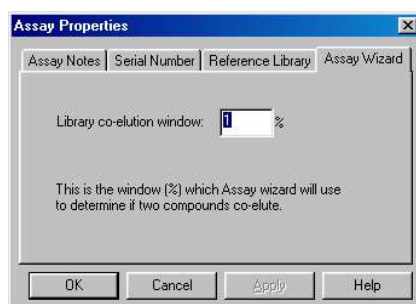 Assay Properties
Assay Notes
Serial Number
Reference Library
Assay Wizard
Library co-elution window: 1 %
This is the window (%) which Assay wizard will use
to determine if two compounds co-elute.
OK
Cancel
Apply
Help